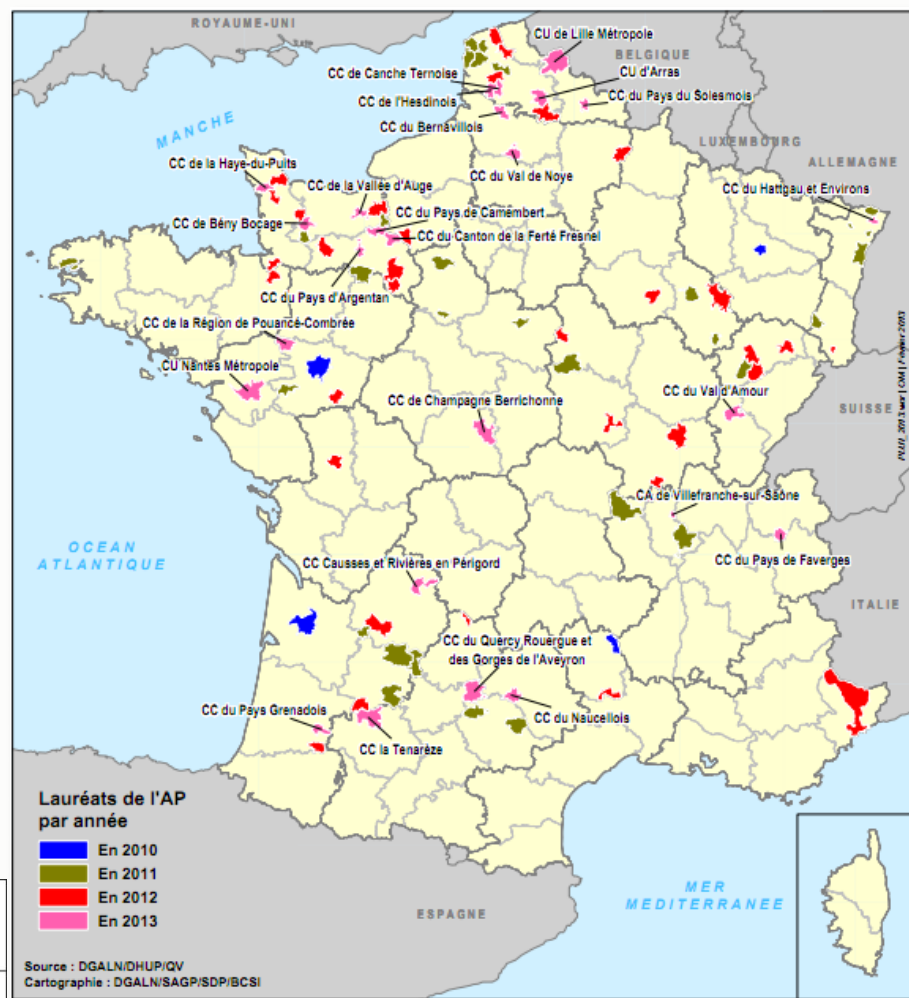 ROYAUME-UNI
CU de Lille Métropole
BELGIQUE
CC de Canche Ternoise
CU d'Arras
CC de l'Hesdinois
CC du Pays du Solesmois
CC du Bernavillois
MANCHE
LUXEMBOURG
ALLEMAGNE
CC de la Haye-du-Puits
CC du Val de Noye
CC de la Vallée d'Auge
CC du Hattgau et Environs
CC du Pays de Camembert
CC de Bény Bocage
CC du Canton de la Ferté Fresnel
CC du Pays d'Argentan
CC de la Région de Pouancé-Combrée
CU Nantes Métropole
CC du Val d'Amour
CC de Champagne Berrichonne
SUISSE
CA de Villefranche-sur-Saône
OCEAN
ATLANTIQUE
CC Causses et Rivières en Périgord
CC du Pays de Faverges
ITALIE
CC du Quercy Rouergue et
des Gorges de l'Aveyron
CC du Pays Grenadois
CC du Naucellois
CC la Tenarèze
Lauréats de l'AP
par année
En 2010
En 2011
En 2012
En 2013
MER
MEDITERRANEE
ESPAGNE
Source : DGALN/DHUP/QV
Cartographie : DGALN/SAGP/SDP/BCSI